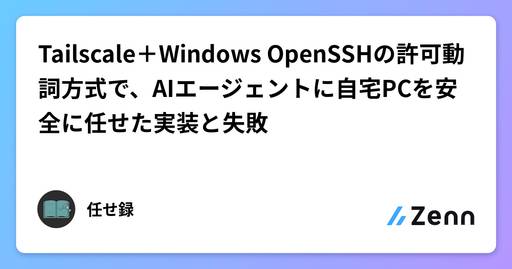 Tailscale＋Windows OpenSSHの許可動
詞方式で、AIエージェントに自宅PCを安
全に任せた実装と失敗
任せ録
Zenn